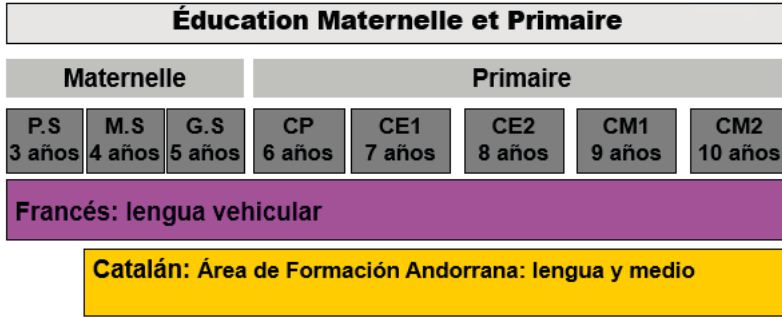 Éducation Maternelle et Primaire
Maternelle
Primaire
P.S
3 años
M.S
4 años
G.S
5 años
CP
6 años
CE1
7 años
CE2
8 años
CM1
9 años
CM2
10 años
Francés: lengua vehicular
Catalán: Área de Formación Andorrana: lengua y medio